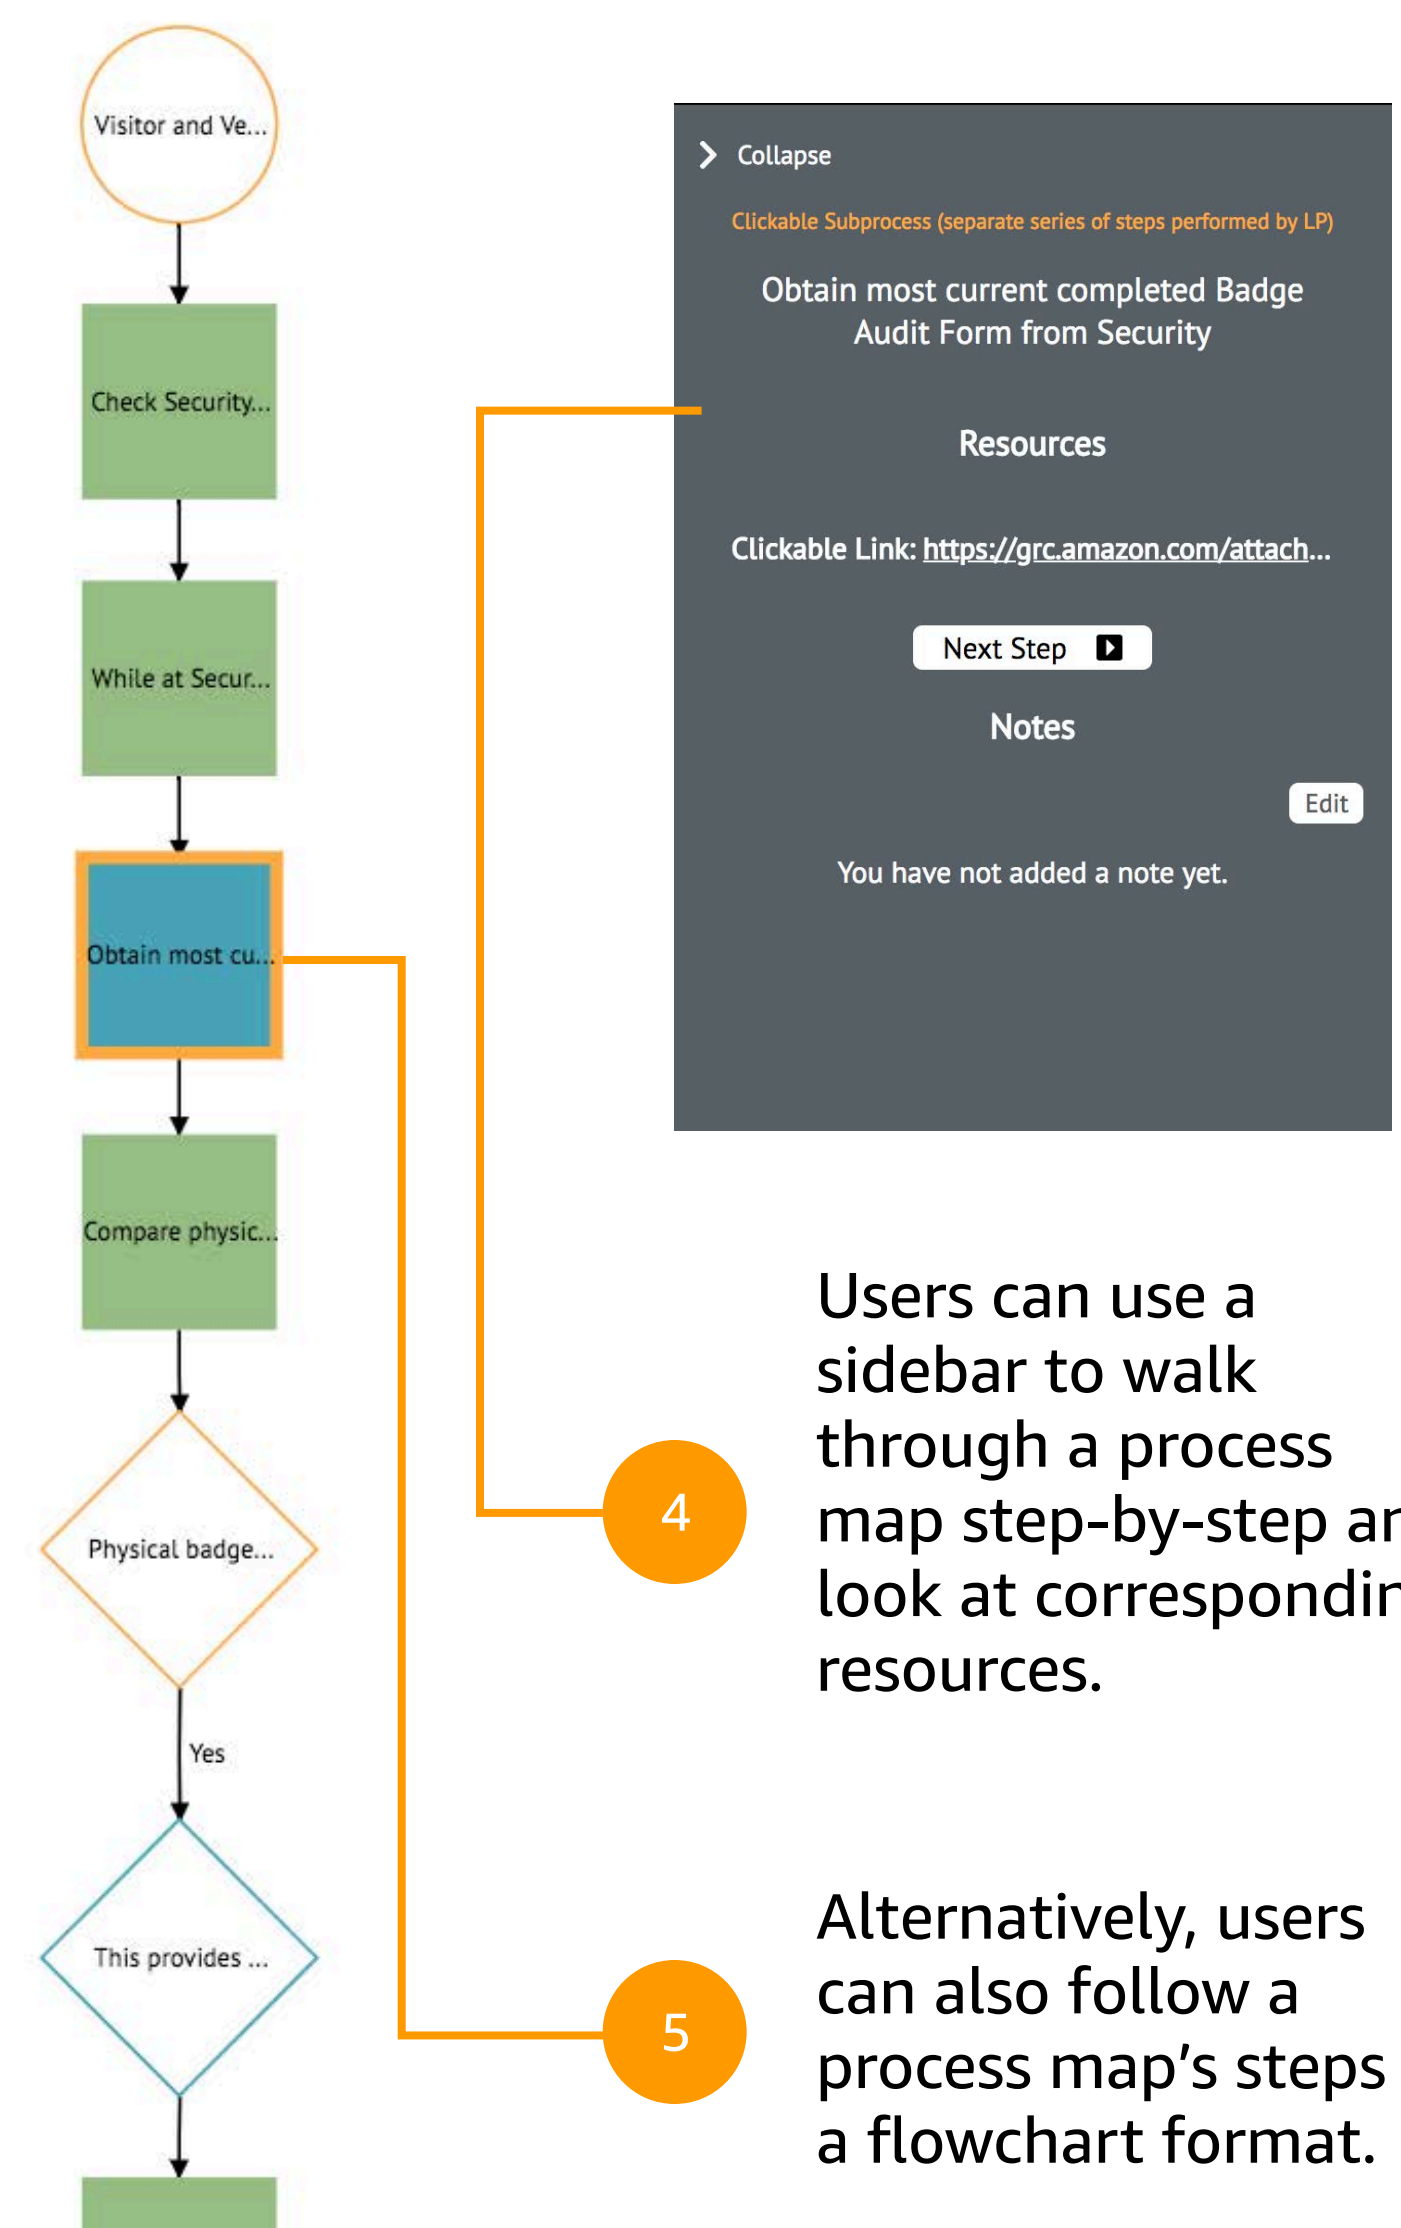 Visitor and Ve...
Check Security...
While at Secur...
Obtain most cu...
Compare physic...
Physical badge...
Yes
This provides ...
Collapse
Clickable Subprocess (separate series of steps performed by LP)
Obtain most current completed Badge
Audit Form from Security
Resources
Clickable Link: https://grc.amazon.com/attach...
Next Step
Notes
Edit
You have not added a note yet.
4
Users can use a
sidebar to walk
through a process
map step-by-step
look at
resources.
5
Alternatively, users
can also follow a
process map’s steps
a flowchart format.